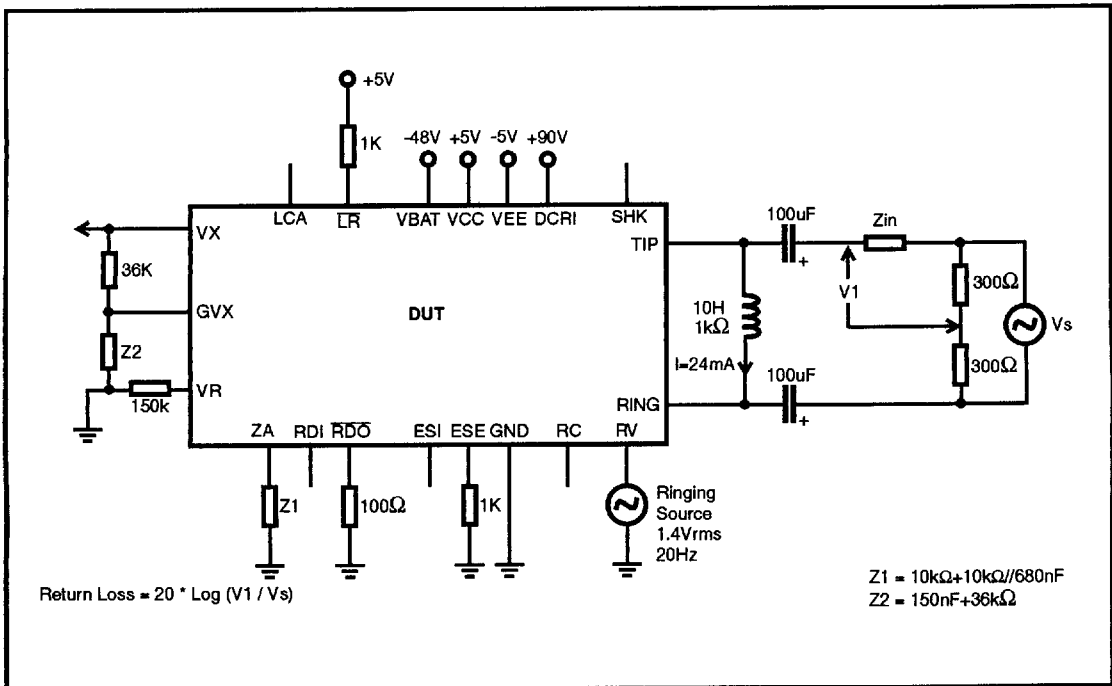 +5V
1K
-48V +5V -5V +90V
LCA L̅R̅ VBAT VCC VEE DCRI SHK
VX
TIP
100uF
+
Zin
36K
GVX
DUT
10H
1kΩ
V1
300Ω
Vs
Z2
I=24mA
100uF
+
300Ω
VR
150k
RING
ZA RDI R̅D̅O̅ ESI ESE GND RC RV
Z1
100Ω
1K
Ringing
Source
1.4Vrms
20Hz
Return Loss = 20 * Log (V1 / Vs)
Z1 = 10kΩ+10kΩ//680nF
Z2 = 150nF+36kΩ